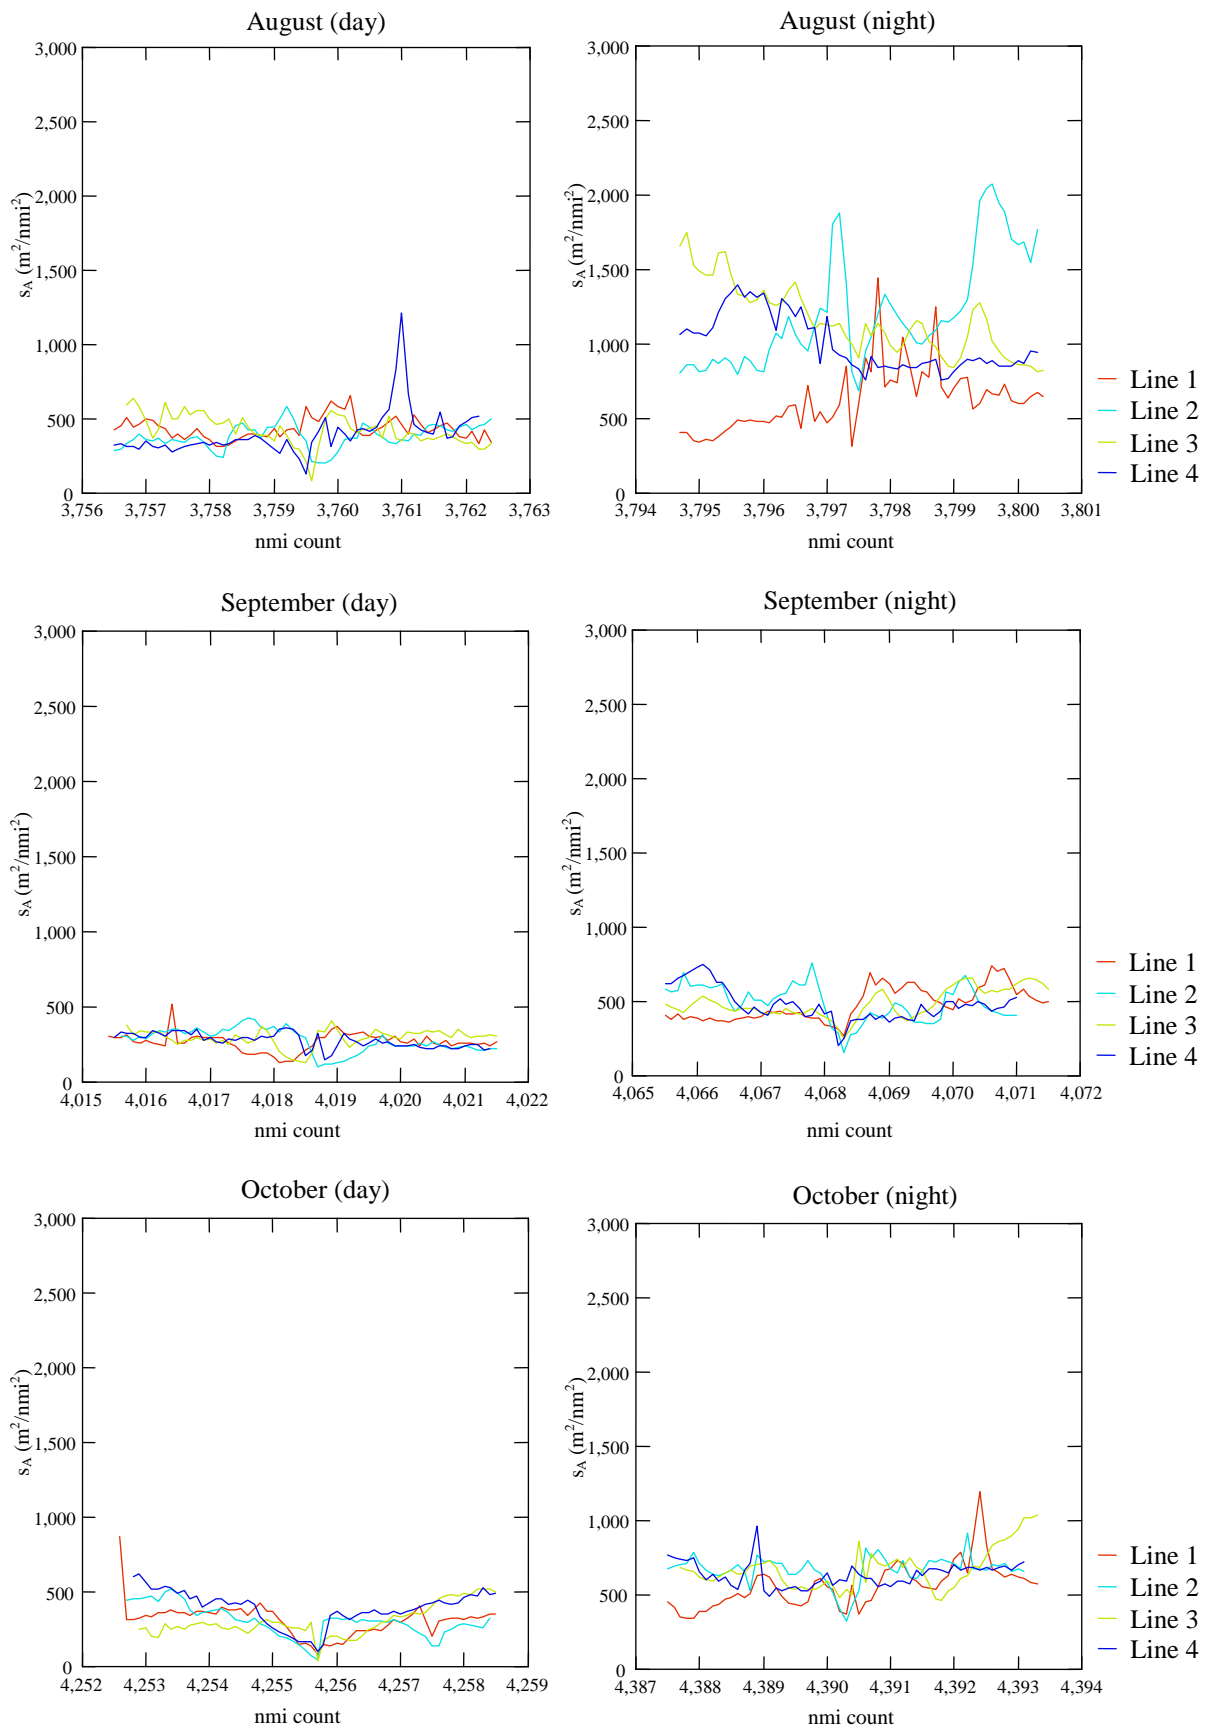 August (day)
3,000
2,500
2,000
1,500
1,000
500
0
s_A (m²/nmi²)
3,756 3,757 3,758 3,759 3,760 3,761 3,762 3,763
nmi count
August (night)
3,000
2,500
2,000
1,500
1,000
500
0
s_A (m²/nmi²)
3,794 3,795 3,796 3,797 3,798 3,799 3,800 3,801
nmi count
Line 1
Line 2
Line 3
Line 4
September (day)
3,000
2,500
2,000
1,500
1,000
500
0
s_A (m²/nmi²)
4,015 4,016 4,017 4,018 4,019 4,020 4,021 4,022
nmi count
September (night)
3,000
2,500
2,000
1,500
1,000
500
0
s_A (m²/nmi²)
4,065 4,066 4,067 4,068 4,069 4,070 4,071 4,072
nmi count
Line 1
Line 2
Line 3
Line 4
October (day)
3,000
2,500
2,000
1,500
1,000
500
0
s_A (m²/nmi²)
4,252 4,253 4,254 4,255 4,256 4,257 4,258 4,259
nmi count
October (night)
3,000
2,500
2,000
1,500
1,000
500
0
s_A (m²/nm²)
4,387 4,388 4,389 4,390 4,391 4,392 4,393 4,394
nmi count
Line 1
Line 2
Line 3
Line 4